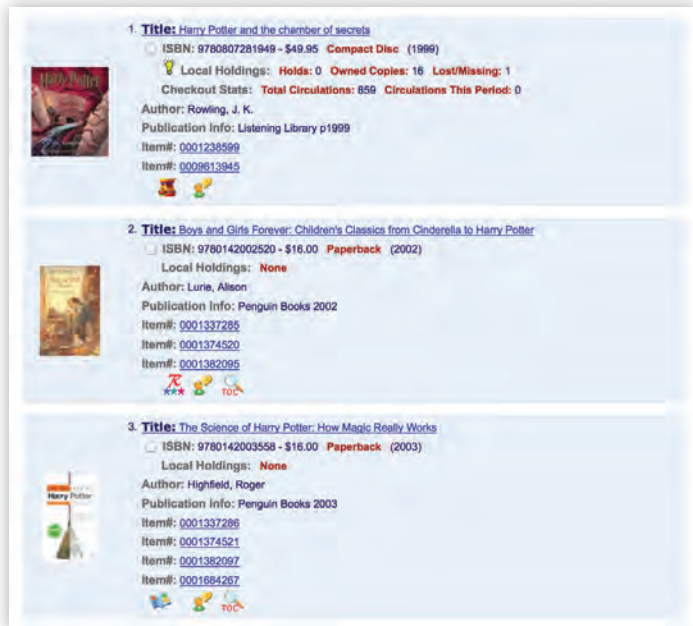 1. Title: Harry Potter and the chamber of secrets
ISBN: 9780807281949 - $49.95 Compact Disc (1999)
Local Holdings: Holds: 0 Owned Copies: 16 Lost/Missing: 1
Checkout Stats: Total Circulations: 859 Circulations This Period: 0
Author: Rowling, J. K.
Publication Info: Listening Library p1999
Item#: 0001238599
Item#: 0009613945
Harry Potter
2. Title: Boys and Girls Forever: Children's Classics from Cinderella to Harry Potter
ISBN: 9780142002520 - $16.00 Paperback (2002)
Local Holdings: None
Author: Lurie, Alison
Publication Info: Penguin Books 2002
Item#: 0001337285
Item#: 0001374520
Item#: 0001382095
R
TOC
3. Title: The Science of Harry Potter: How Magic Really Works
ISBN: 9780142003558 - $16.00 Paperback (2003)
Local Holdings: None
Author: Highfield, Roger
Publication Info: Penguin Books 2003
Harry Potter
Item#: 0001337286
Item#: 0001374521
Item#: 0001382097
Item#: 0001684267
TOC